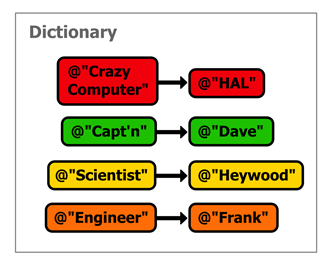 Dictionary
@"Crazy
Computer"
@"HAL"
@"Capt'n"
@"Dave"
@"Scientist"
@"Heywood"
@"Engineer"
@"Frank"